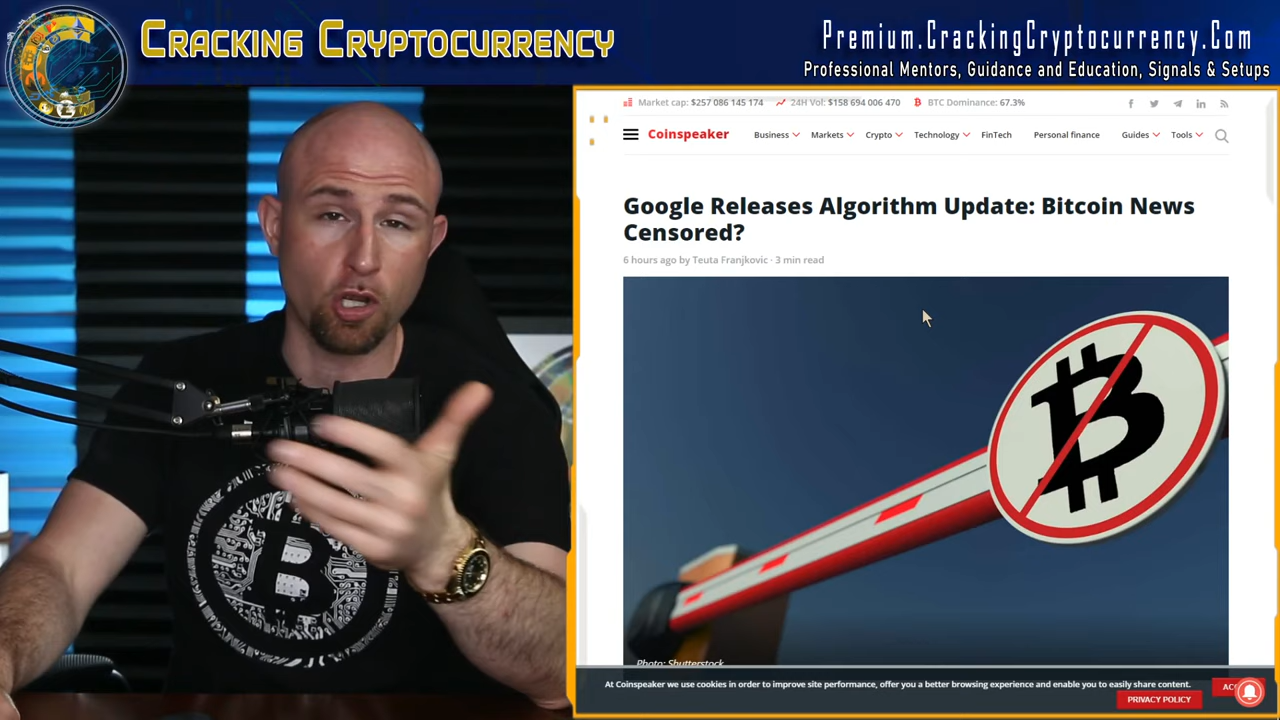 Cracking Cryptocurrency
Premium.CrackingCryptocurrency.Com
Professional Mentors, Guidance and Education, Signals & Setups
Market cap: $257 086 145 174 24H Vol: $158 694 006 470 BTC Dominance: 67.3%
Coinspeaker Business Markets Crypto Technology FinTech Personal finance Guides Tools
Google Releases Algorithm Update: Bitcoin News
Censored?
6 hours ago by Teuta Franjkovic · 3 min read
Photo: Shutterstock
At Coinspeaker we use cookies in order to improve site performance, offer you a better browsing experience and enable you to easily share content.
PRIVACY POLICY